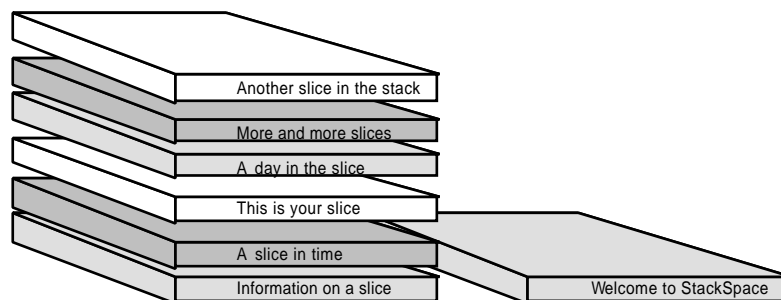 Another slice in the stack
More and more slices
A day in the slice
This is your slice
A slice in time
Information on a slice
Welcome to StackSpace